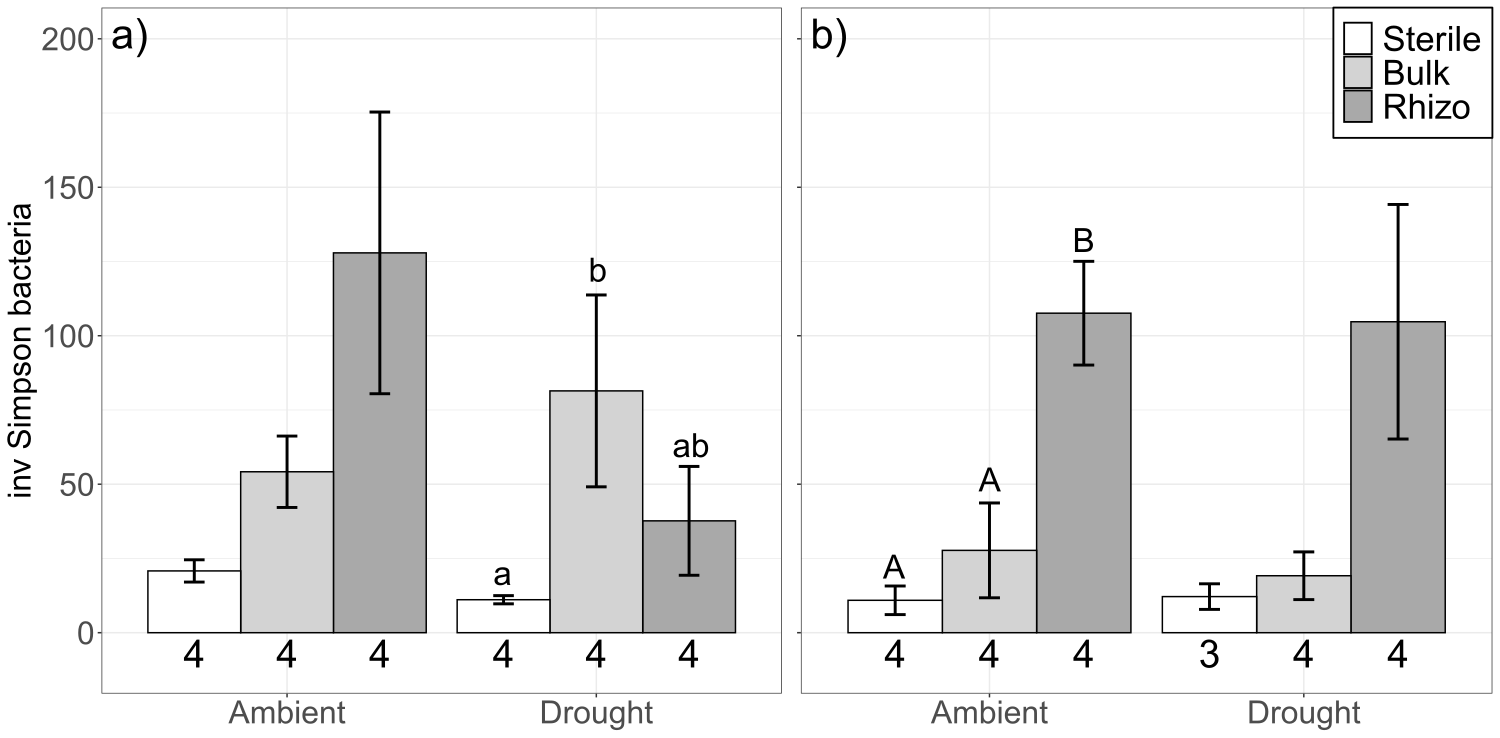 a)
b)
Sterile
Bulk
Rhizo
inv Simpson bacteria
200
150
100
50
0
b
ab
a
B
A
A
4 4 4 4 4 4
4 4 4 3 4 4
Ambient Drought
Ambient Drought